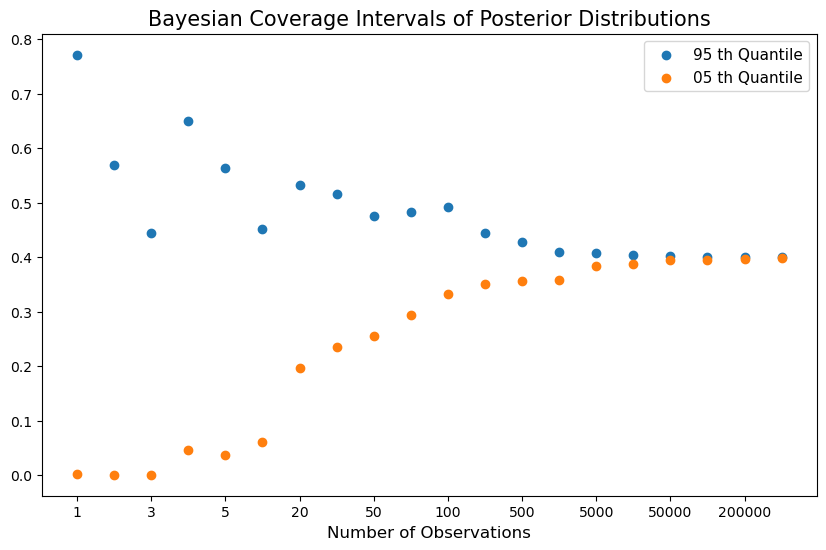 Bayesian Coverage Intervals of Posterior Distributions
95 th Quantile
05 th Quantile
0.8
0.7
0.6
0.5
0.4
0.3
0.2
0.1
0.0
1 3 5 20 50 100 500 5000 50000 200000
Number of Observations